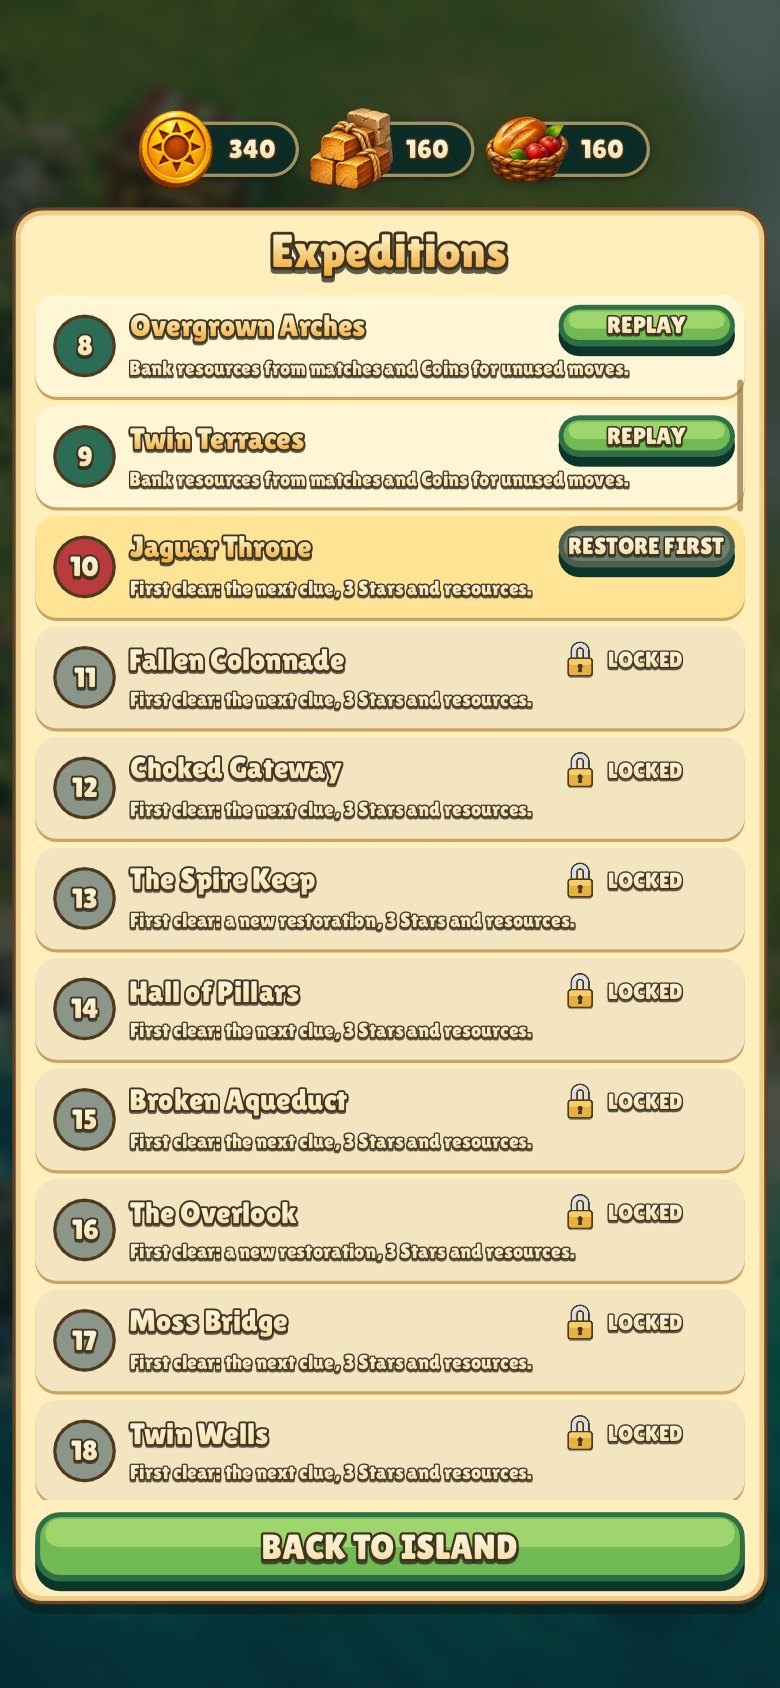 340
160
160
Expeditions
8
Overgrown Arches
REPLAY
Bank resources from matches and Coins for unused moves.
9
Twin Terraces
REPLAY
Bank resources from matches and Coins for unused moves.
10
Jaguar Throne
RESTORE FIRST
First clear: the next clue, 3 Stars and resources.
11
Fallen Colonnade
LOCKED
First clear: the next clue, 3 Stars and resources.
12
Choked Gateway
LOCKED
First clear: the next clue, 3 Stars and resources.
13
The Spire Keep
LOCKED
First clear: a new restoration, 3 Stars and resources.
14
Hall of Pillars
LOCKED
First clear: the next clue, 3 Stars and resources.
15
Broken Aqueduct
LOCKED
First clear: the next clue, 3 Stars and resources.
16
The Overlook
LOCKED
First clear: a new restoration, 3 Stars and resources.
17
Moss Bridge
LOCKED
First clear: the next clue, 3 Stars and resources.
18
Twin Wells
LOCKED
First clear: the next clue, 3 Stars and resources.
BACK TO ISLAND